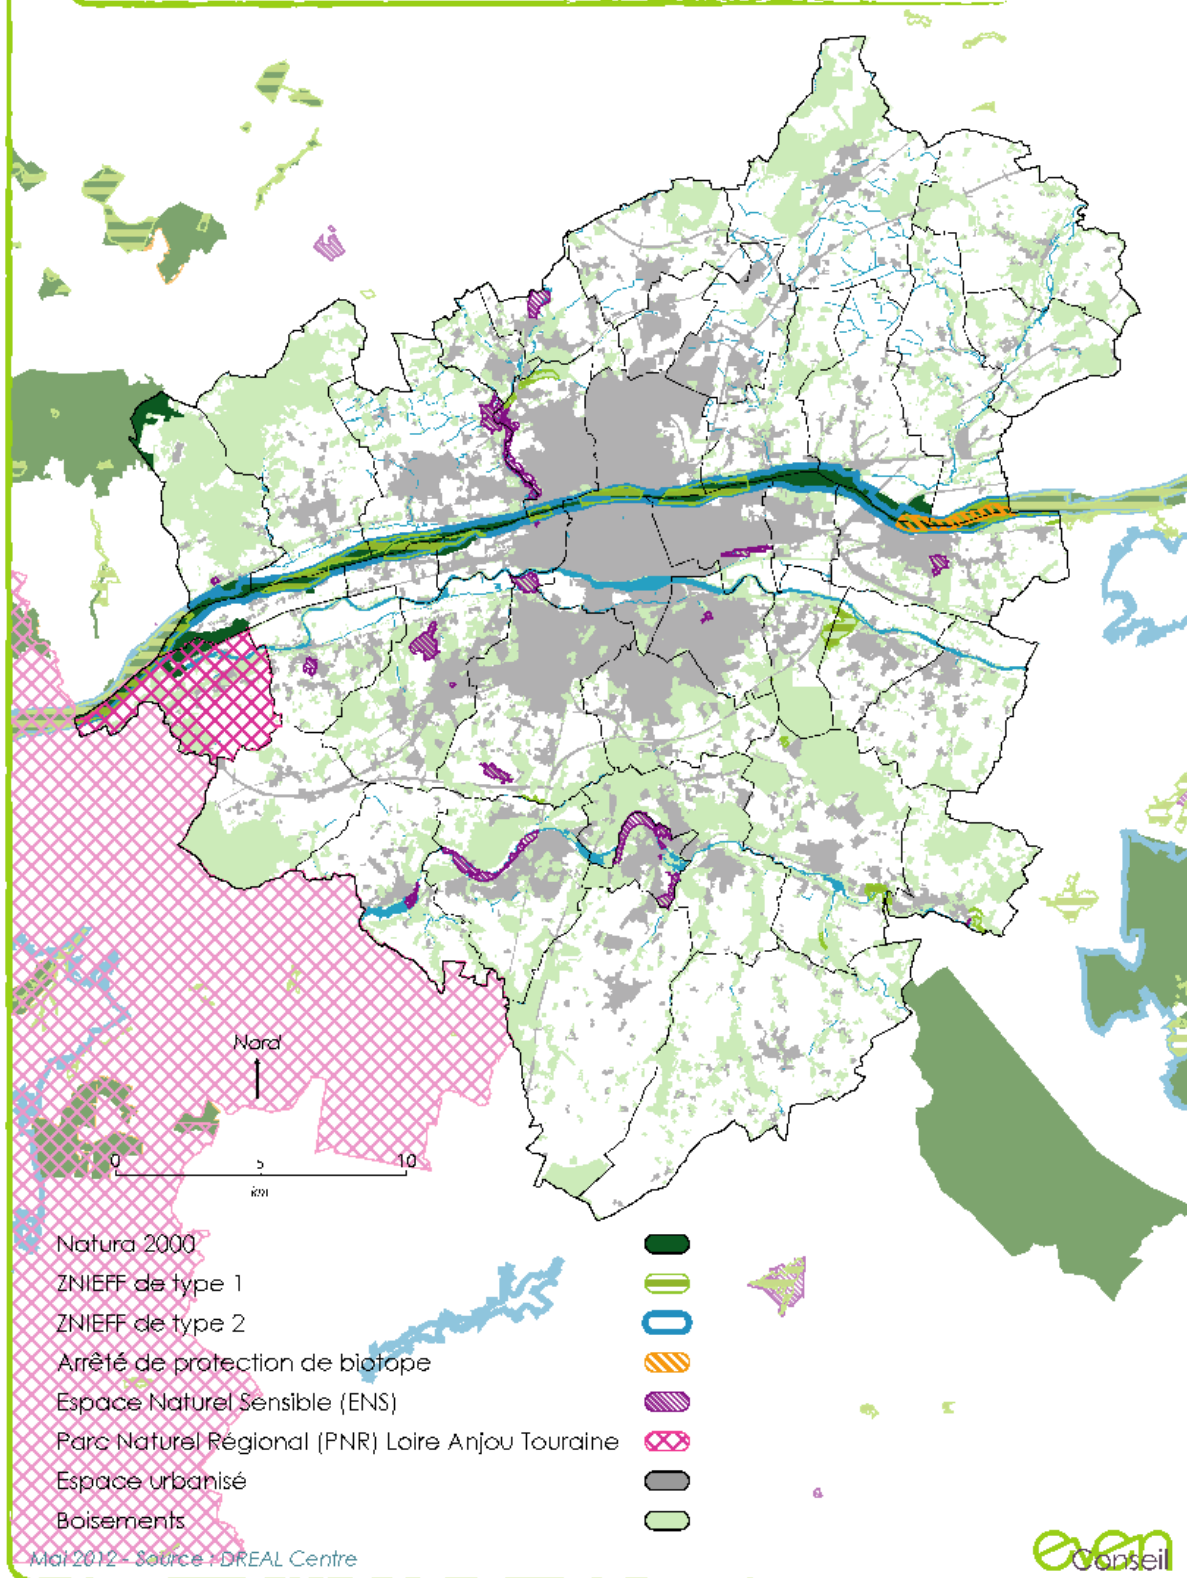 Nord
0 5 10
km
Natura 2000
ZNIEFF de type 1
ZNIEFF de type 2
Arrêté de protection de biotope
Espace Naturel Sensible (ENS)
Parc Naturel Régional (PNR) Loire Anjou Touraine
Espace urbanisé
Boisements
Mai 2012 - Source : DREAL Centre
even
Conseil